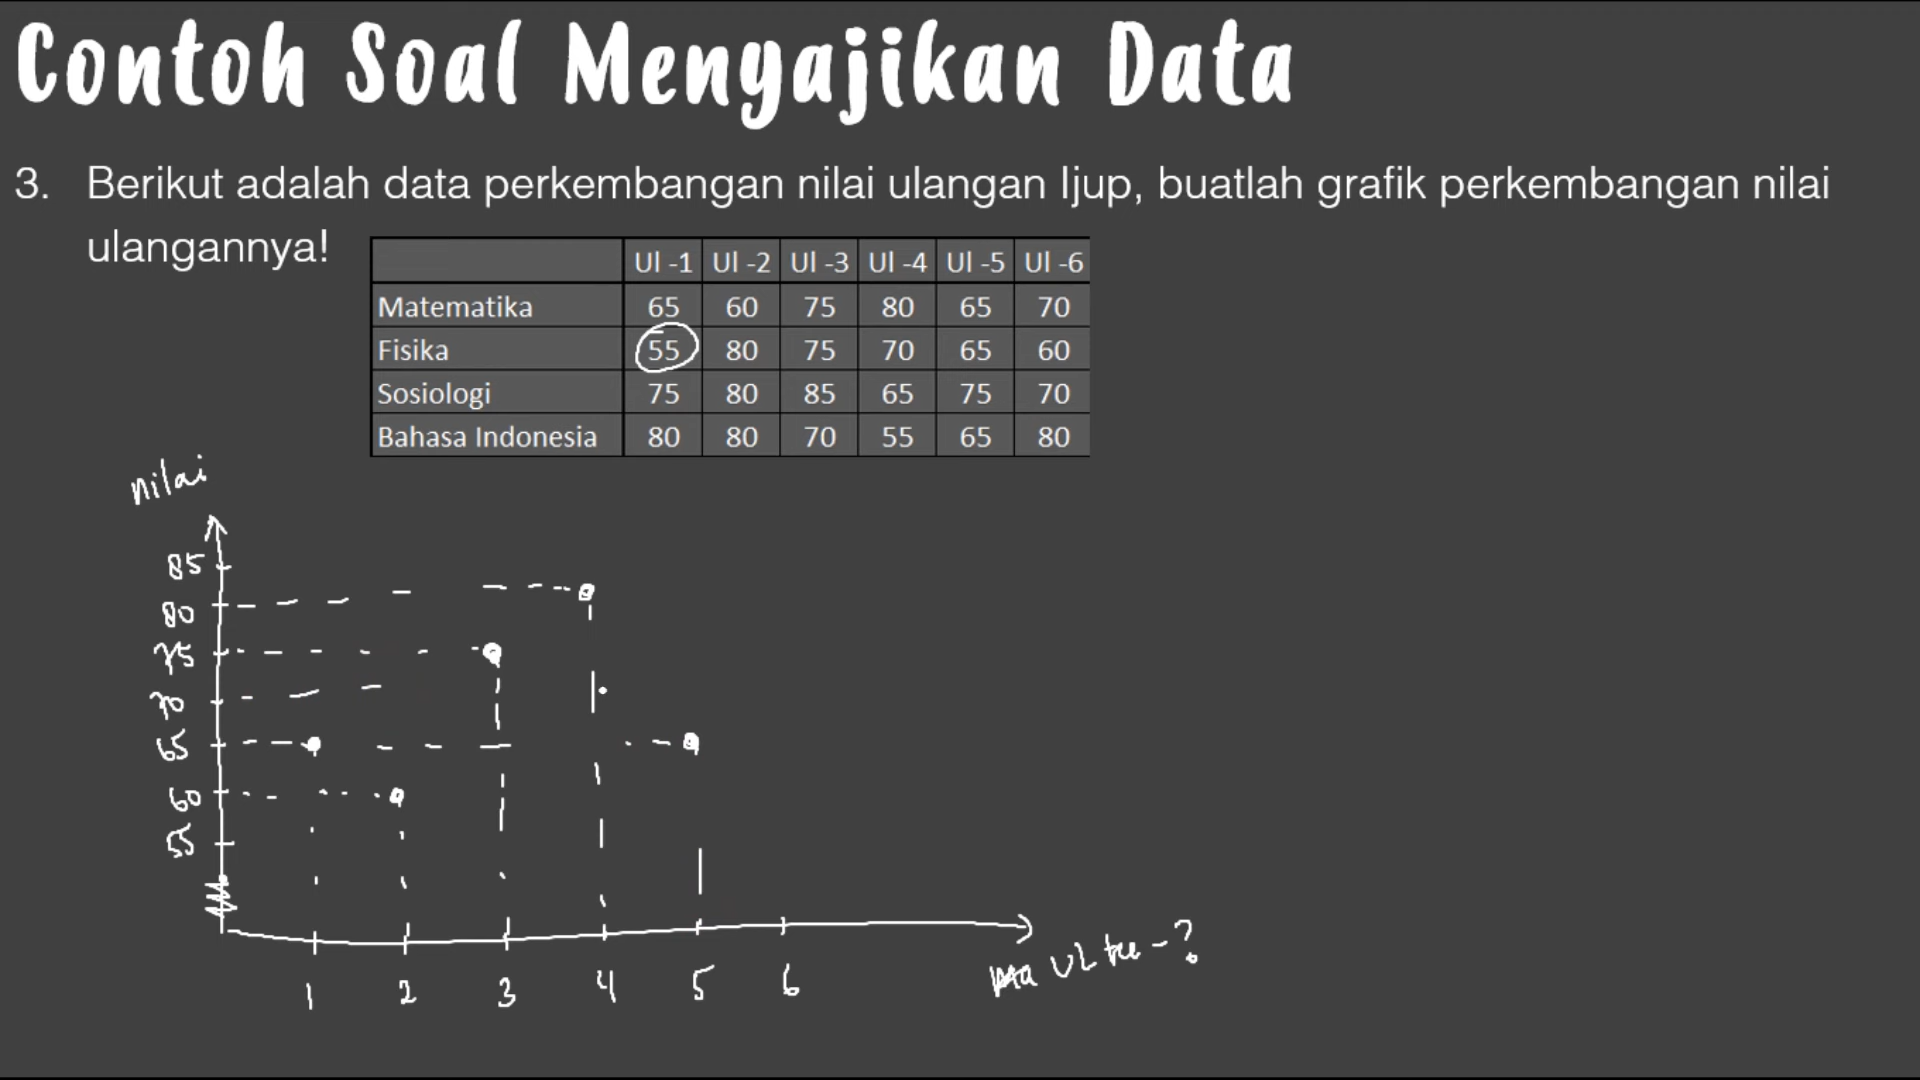 Contoh Soal Menyajikan Data
3. Berikut adalah data perkembangan nilai ulangan Ijup, buatlah grafik perkembangan nilai
ulangannya!
Ul -1 Ul -2 Ul -3 Ul -4 Ul -5 Ul -6
Matematika 65 60 75 80 65 70
Fisika 55 80 75 70 65 60
Sosiologi 75 80 85 65 75 70
Bahasa Indonesia 80 80 70 55 65 80
nilai
85
80
75
70
65
60
55
1 2 3 4 5 6
UL ke-?